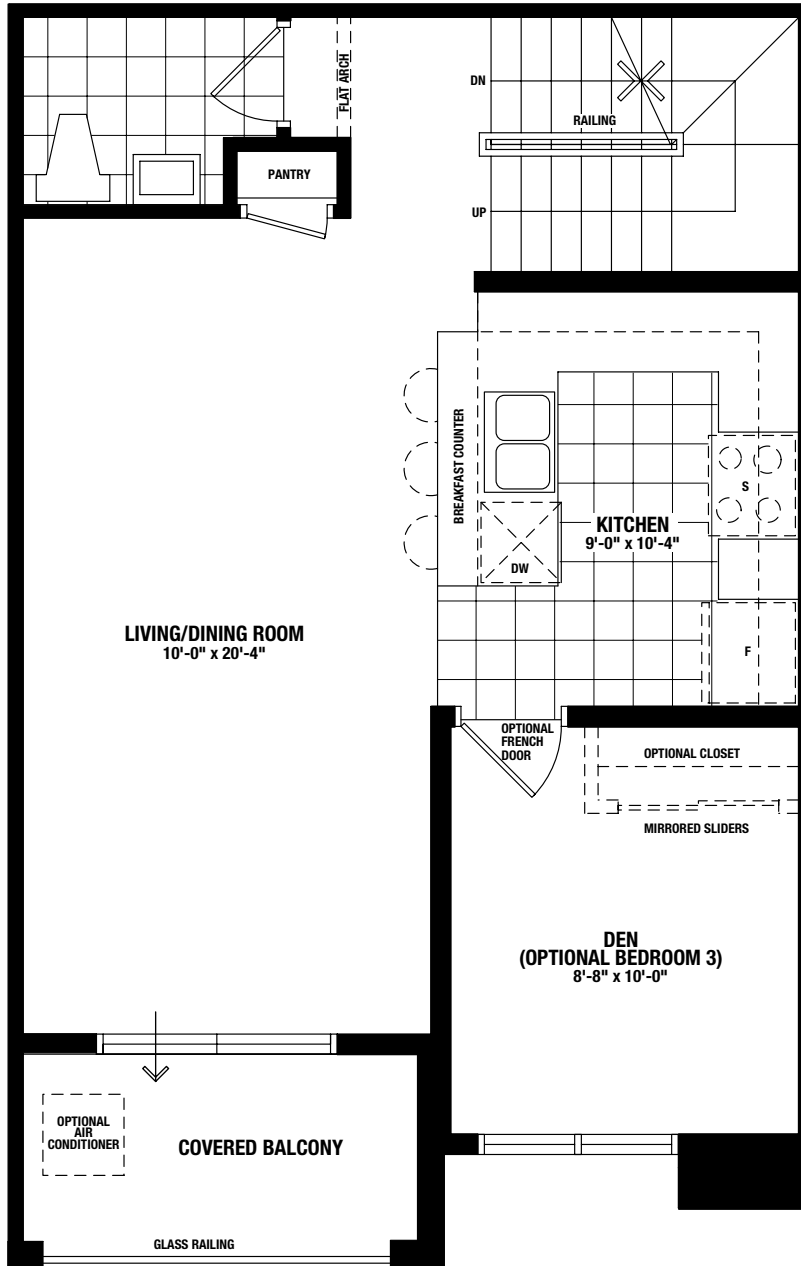 FLAT ARCH
DN
RAILING
PANTRY
UP
BREAKFAST COUNTER
S
KITCHEN
9'-0" x 10'-4"
DW
LIVING/DINING ROOM
10'-0" x 20'-4"
F
OPTIONAL
FRENCH
DOOR
OPTIONAL CLOSET
MIRRORED SLIDERS
DEN
(OPTIONAL BEDROOM 3)
8'-8" x 10'-0"
OPTIONAL
AIR
CONDITIONER
COVERED BALCONY
GLASS RAILING